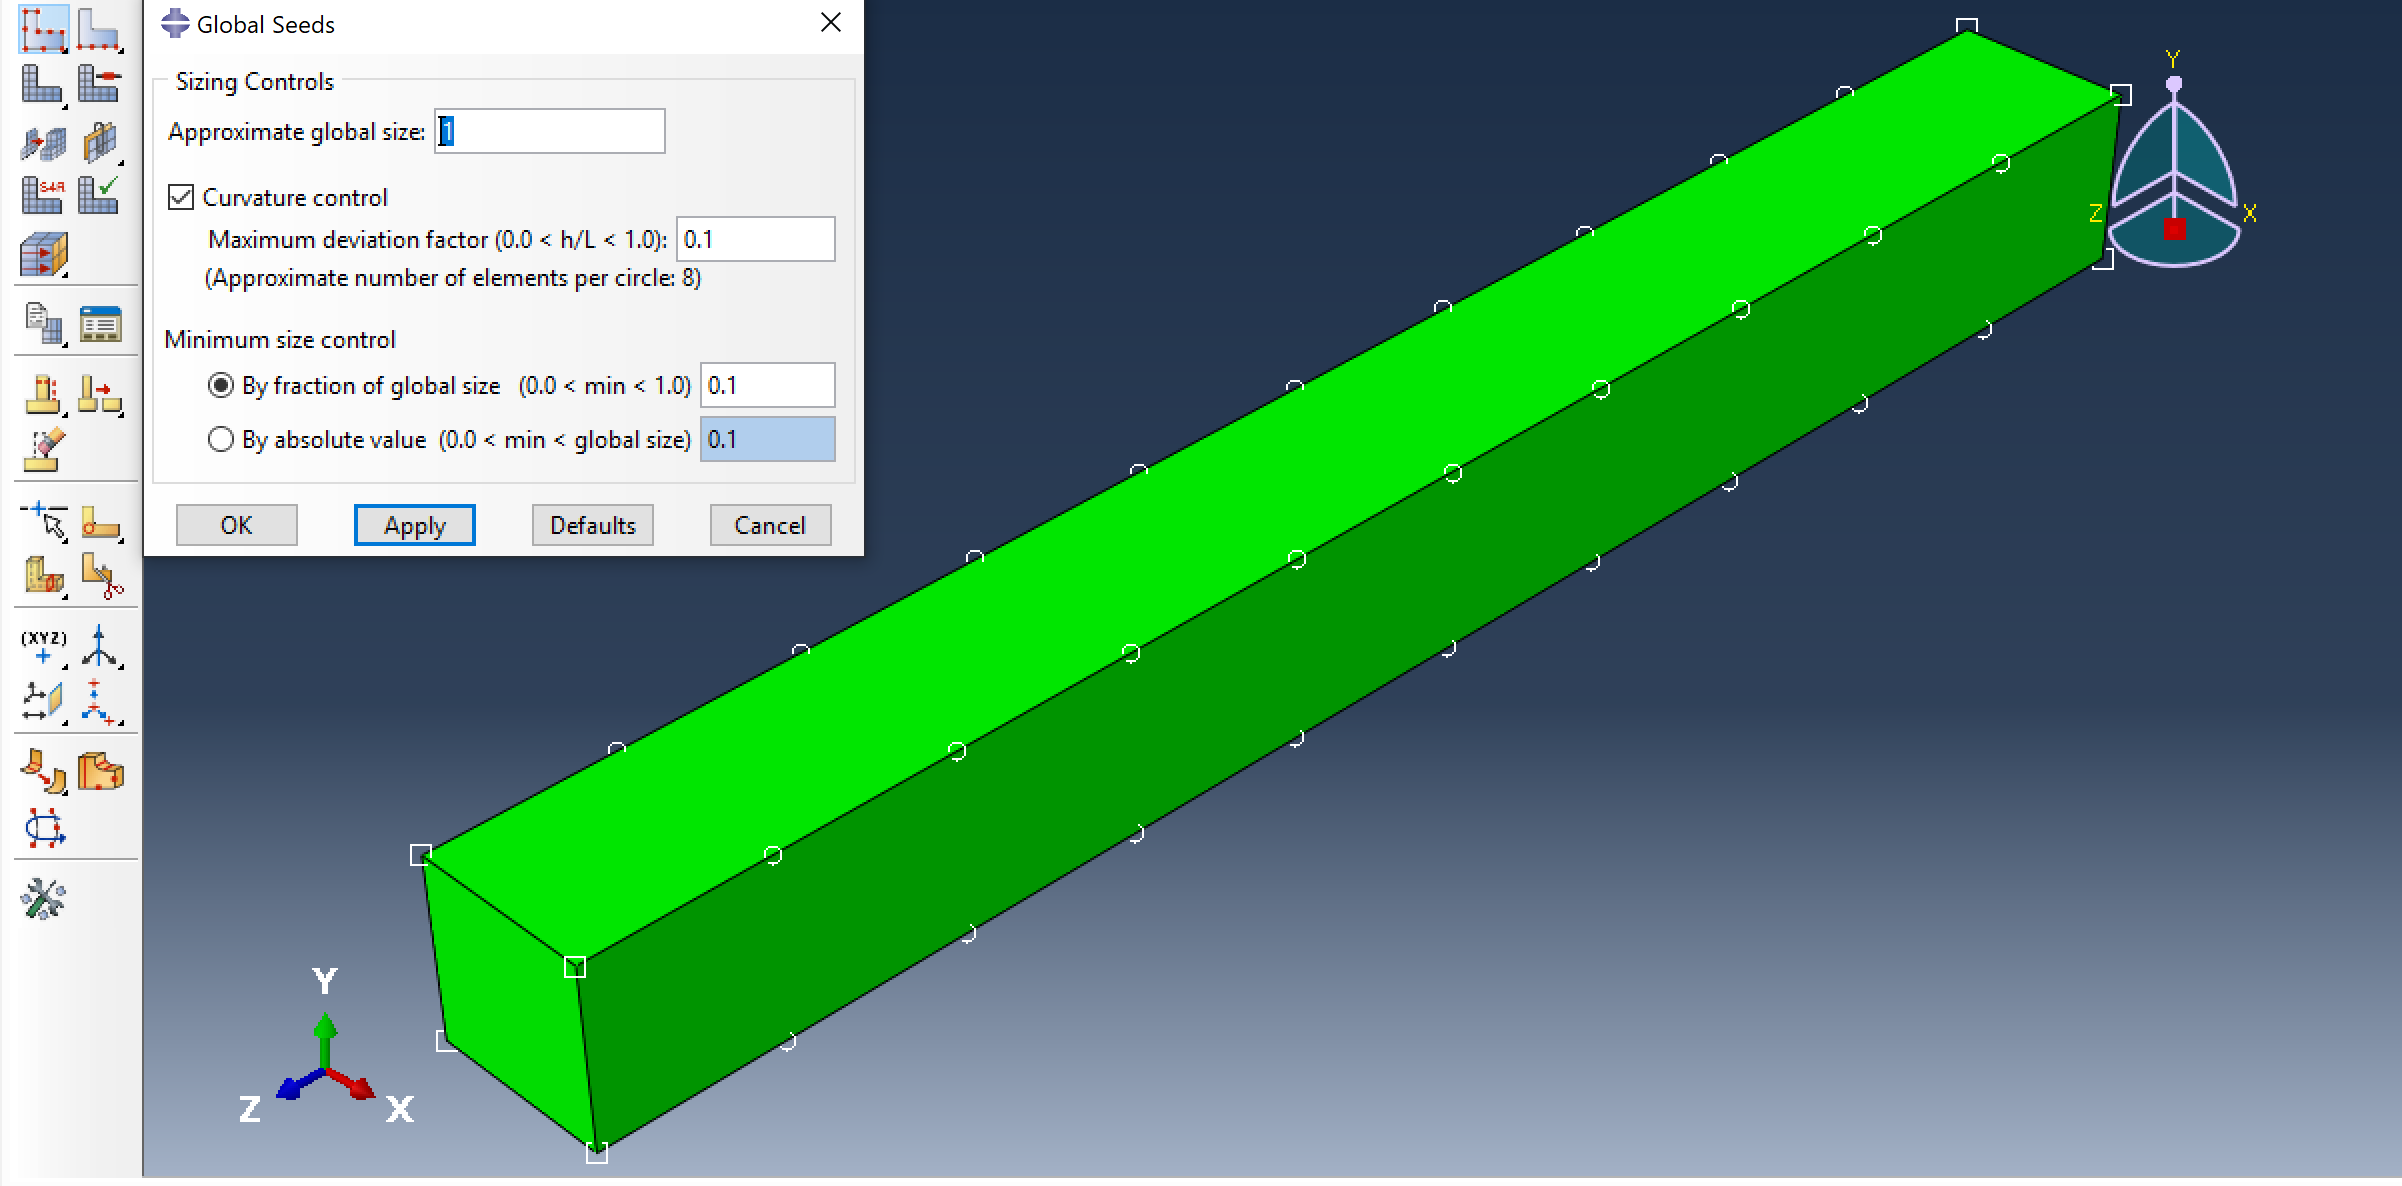 Global Seeds
Sizing Controls
Approximate global size: 1
Curvature control
Maximum deviation factor (0.0 < h/L < 1.0): 0.1
(Approximate number of elements per circle: 8)
Minimum size control
By fraction of global size (0.0 < min < 1.0) 0.1
By absolute value (0.0 < min < global size) 0.1
OK Apply Defaults Cancel
S4R
(XYZ)
Y
Z X
Y
Z X